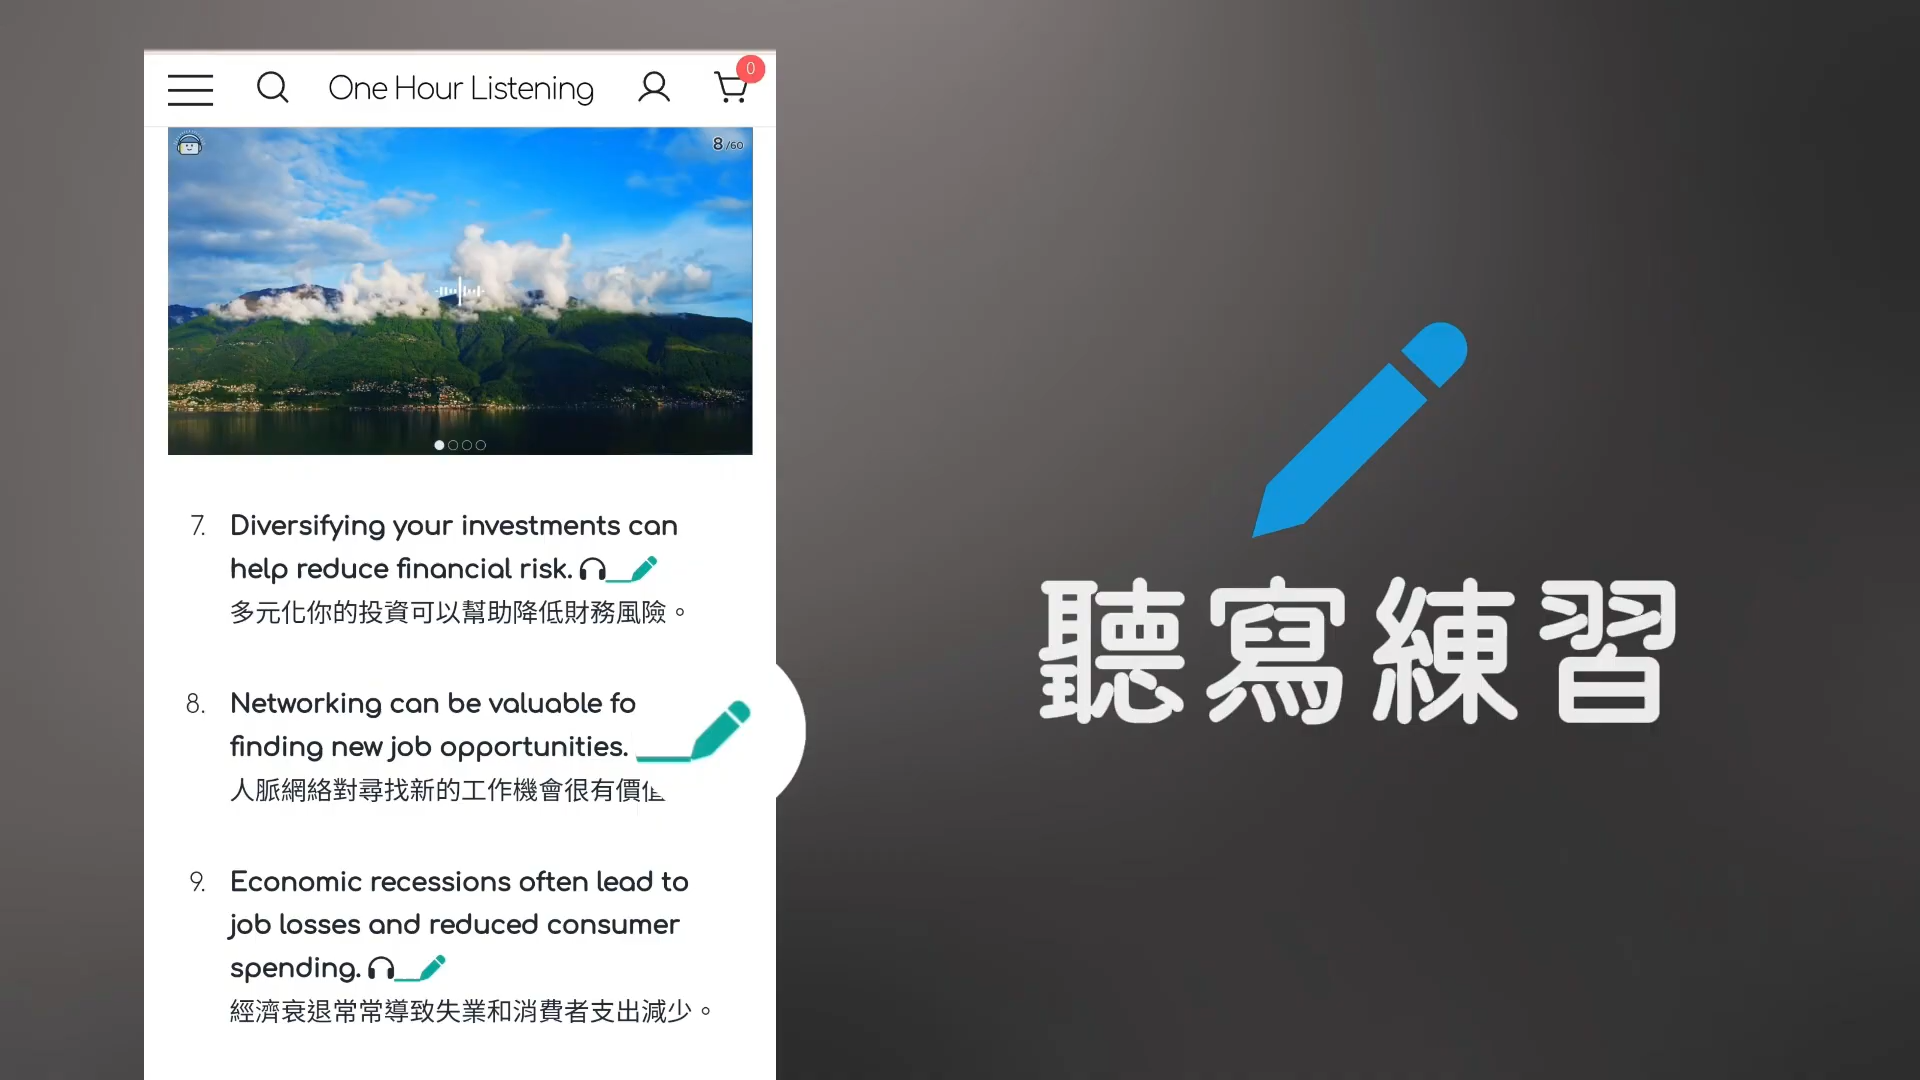 One Hour Listening
0
8/60
7. Diversifying your investments can
help reduce financial risk.
多元化你的投資可以幫助降低財務風險。
8. Networking can be valuable fo
finding new job opportunities.
人脈網絡對尋找新的工作機會很有價
9. Economic recessions often lead to
job losses and reduced consumer
spending.
經濟衰退常常導致失業和消費者支出減少。
聽寫練習